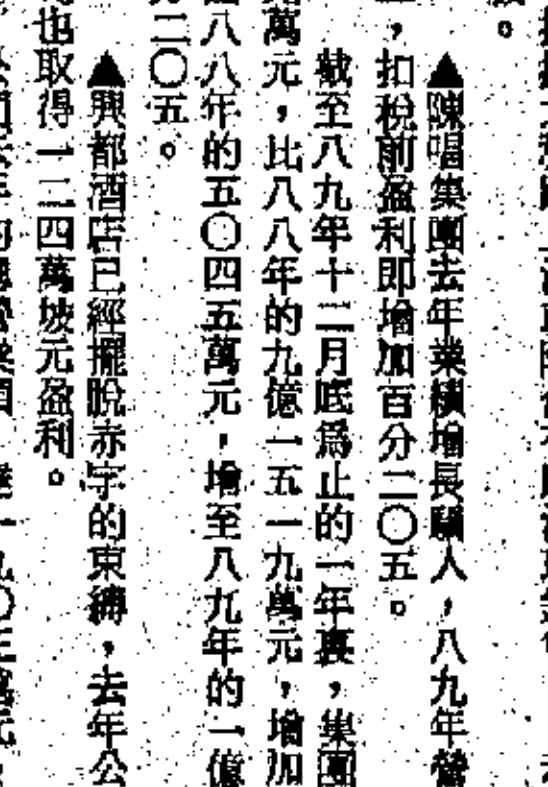 ▲陳唱集團去年業績增長驕人，八九年營
，扣稅前盈利即增加百分二〇五。
截至八九年十二月底爲止的一年裏，集團
萬元，比八八年的九億一五一九萬元，增加
八八年的五〇四五萬元，增至八九年的一億
二〇五。
▲興都酒店已經擺脫赤字的束縛，去年公
也取得一二四萬坡元盈利。